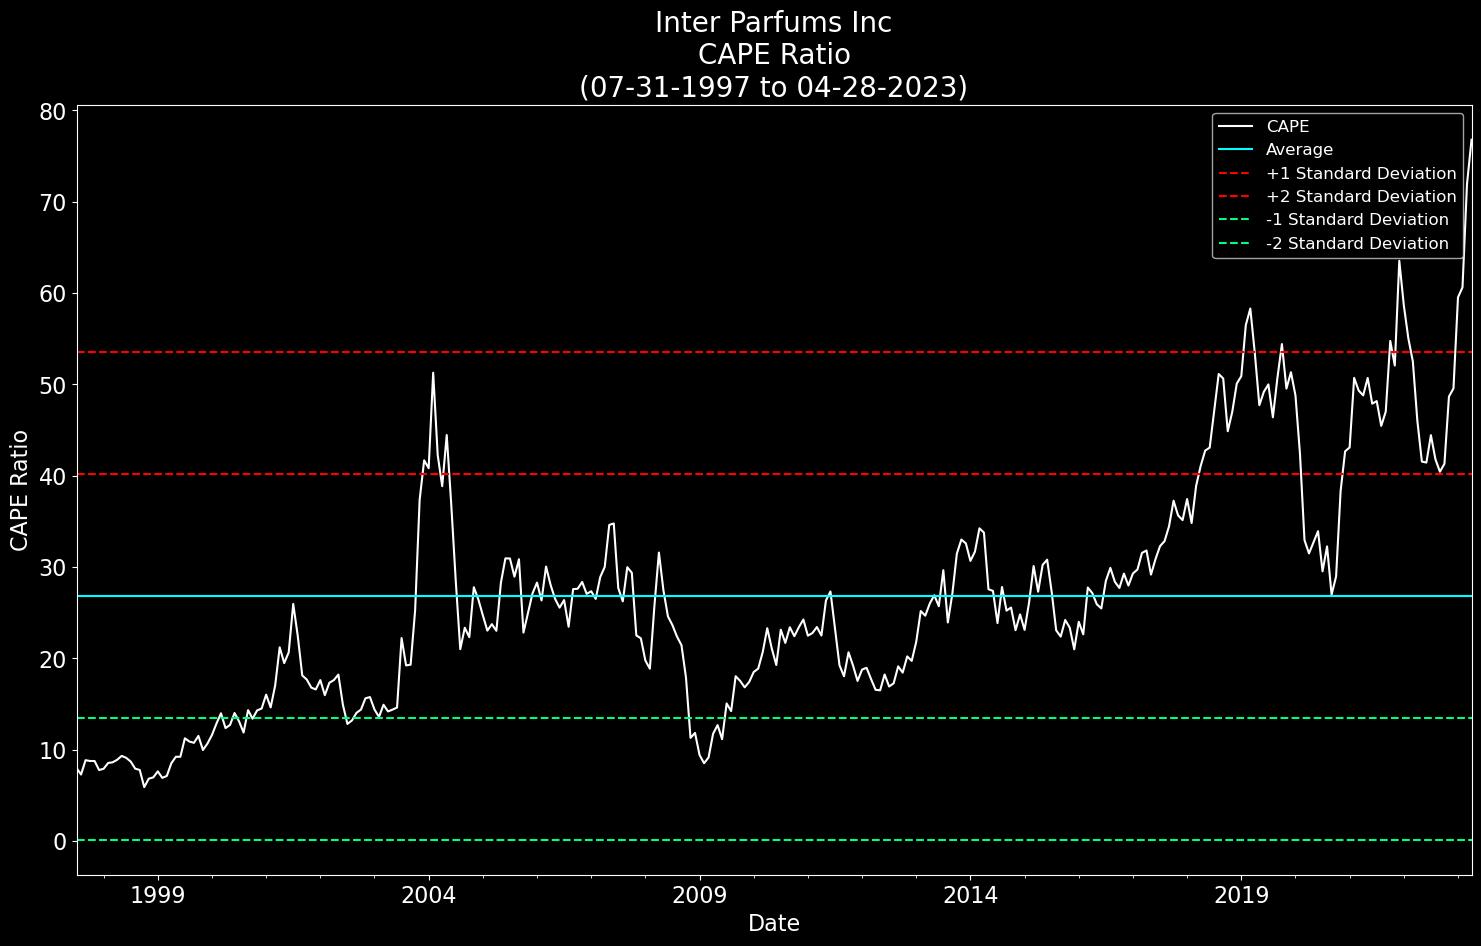 Inter Parfums Inc
CAPE Ratio
(07-31-1997 to 04-28-2023)
CAPE
Average
+1 Standard Deviation
+2 Standard Deviation
-1 Standard Deviation
-2 Standard Deviation
80
70
60
50
40
30
20
10
0
CAPE Ratio
1999
2004
2009
2014
2019
Date